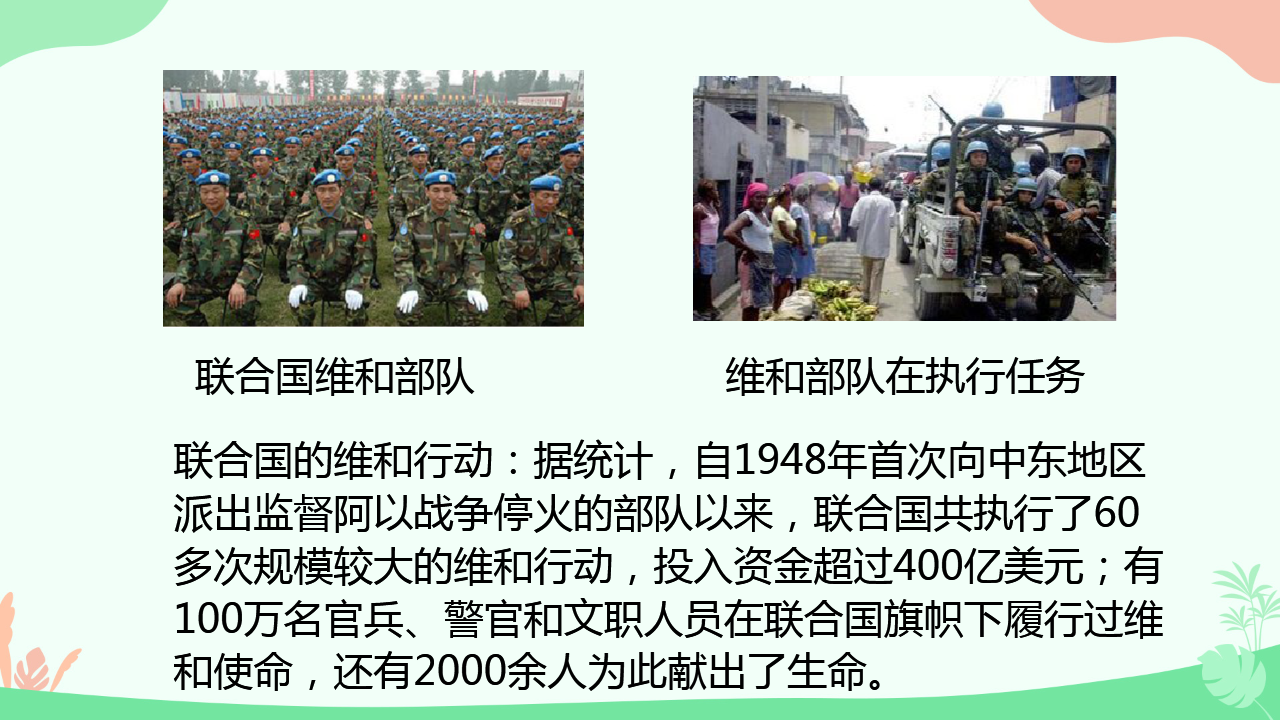 联合国维和部队
维和部队在执行任务
联合国的维和行动：据统计，自1948年首次向中东地区
派出监督阿以战争停火的部队以来，联合国共执行了60
多次规模较大的维和行动，投入资金超过400亿美元；有
100万名官兵、警官和文职人员在联合国旗帜下履行过维
和使命，还有2000余人为此献出了生命。